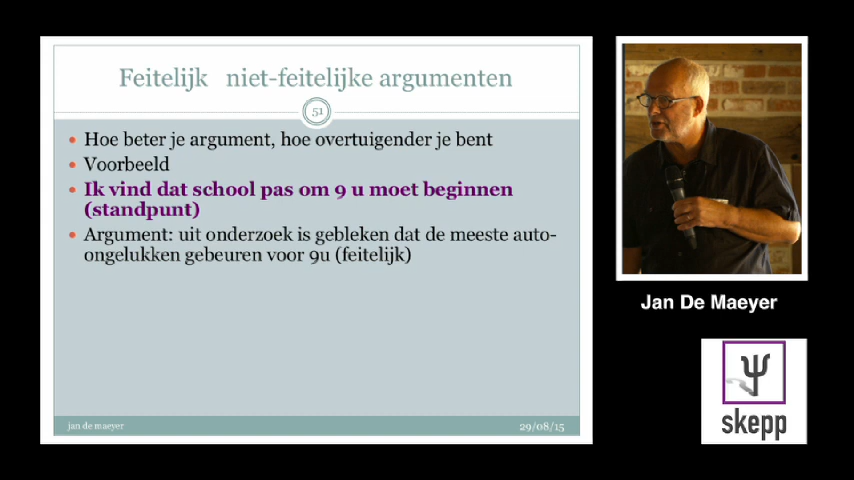 Feitelijk niet-feitelijke argumenten
51
Hoe beter je argument, hoe overtuigender je bent
Voorbeeld
Ik vind dat school pas om 9 u moet beginnen
(standpunt)
Argument: uit onderzoek is gebleken dat de meeste auto-
ongelukken gebeuren voor 9u (feitelijk)
jan de maeyer
29/08/15
Jan De Maeyer
skepp